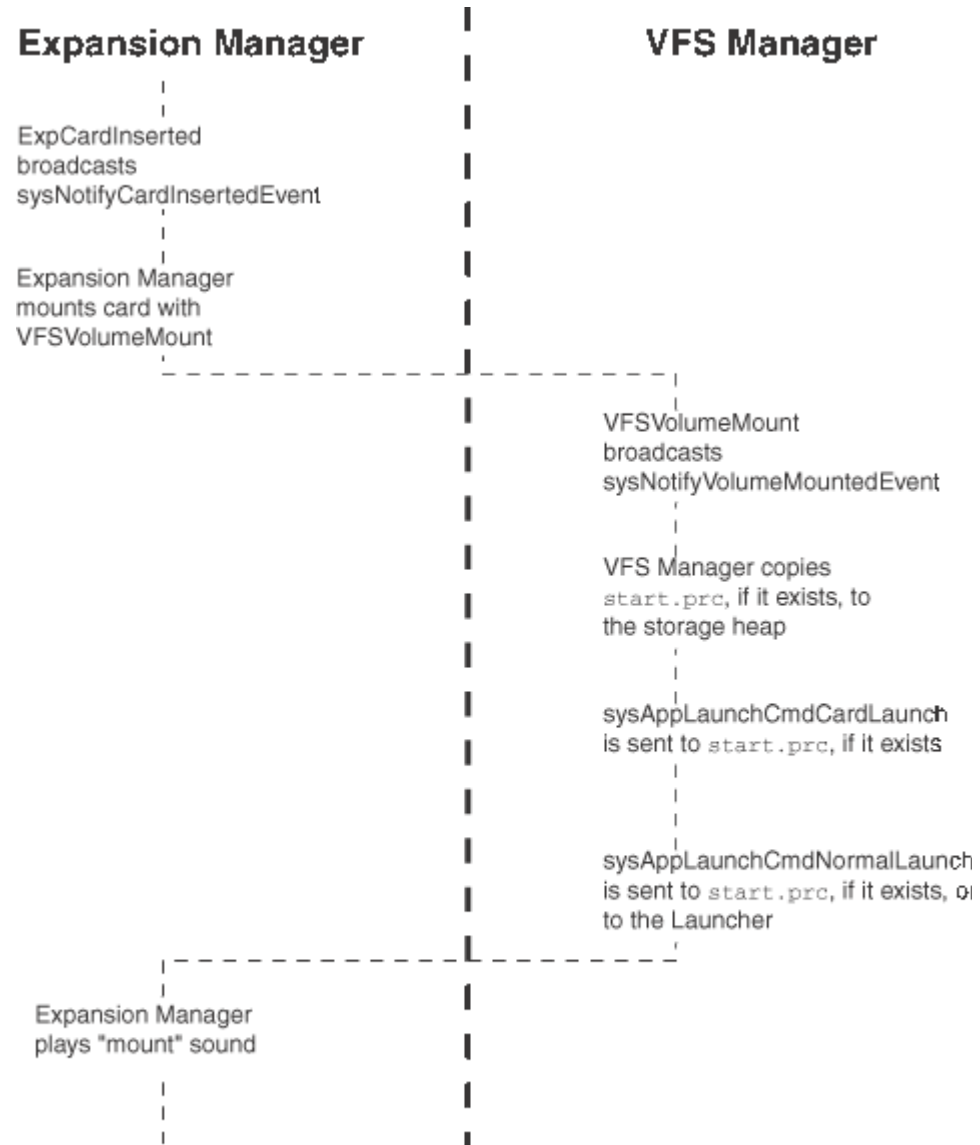 Expansion Manager
VFS Manager
ExpCardInserted
broadcasts
sysNotifyCardInsertedEvent
Expansion Manager
mounts card with
VFSVolumeMount
VFSVolumeMount
broadcasts
sysNotifyVolumeMountedEvent
VFS Manager copies
start.prc, if it exists, to
the storage heap
sysAppLaunchCmdCardLaunch
is sent to start.prc, if it exists
sysAppLaunchCmdNormalLaunch
is sent to start.prc, if it exists, or
to the Launcher
Expansion Manager
plays "mount" sound